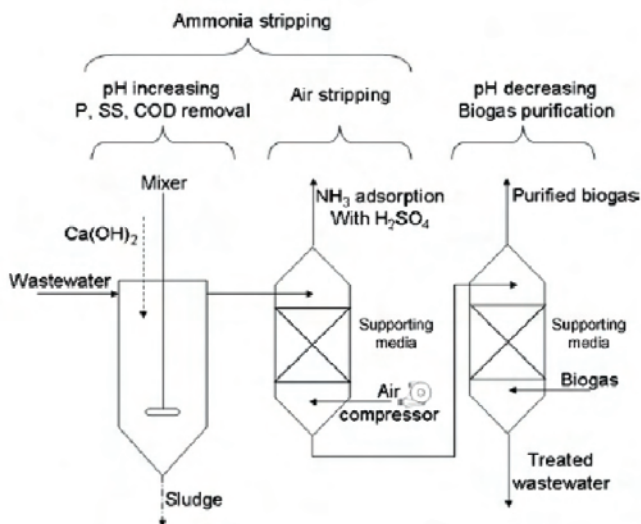 Ammonia stripping
pH increasing
P, SS, COD removal
Air stripping
pH decreasing
Biogas purification
Mixer
Ca(OH)2
Wastewater
NH3 adsorption
With H2SO4
Purified biogas
Supporting
media
Supporting
media
Air
compressor
Biogas
Sludge
Treated
wastewater